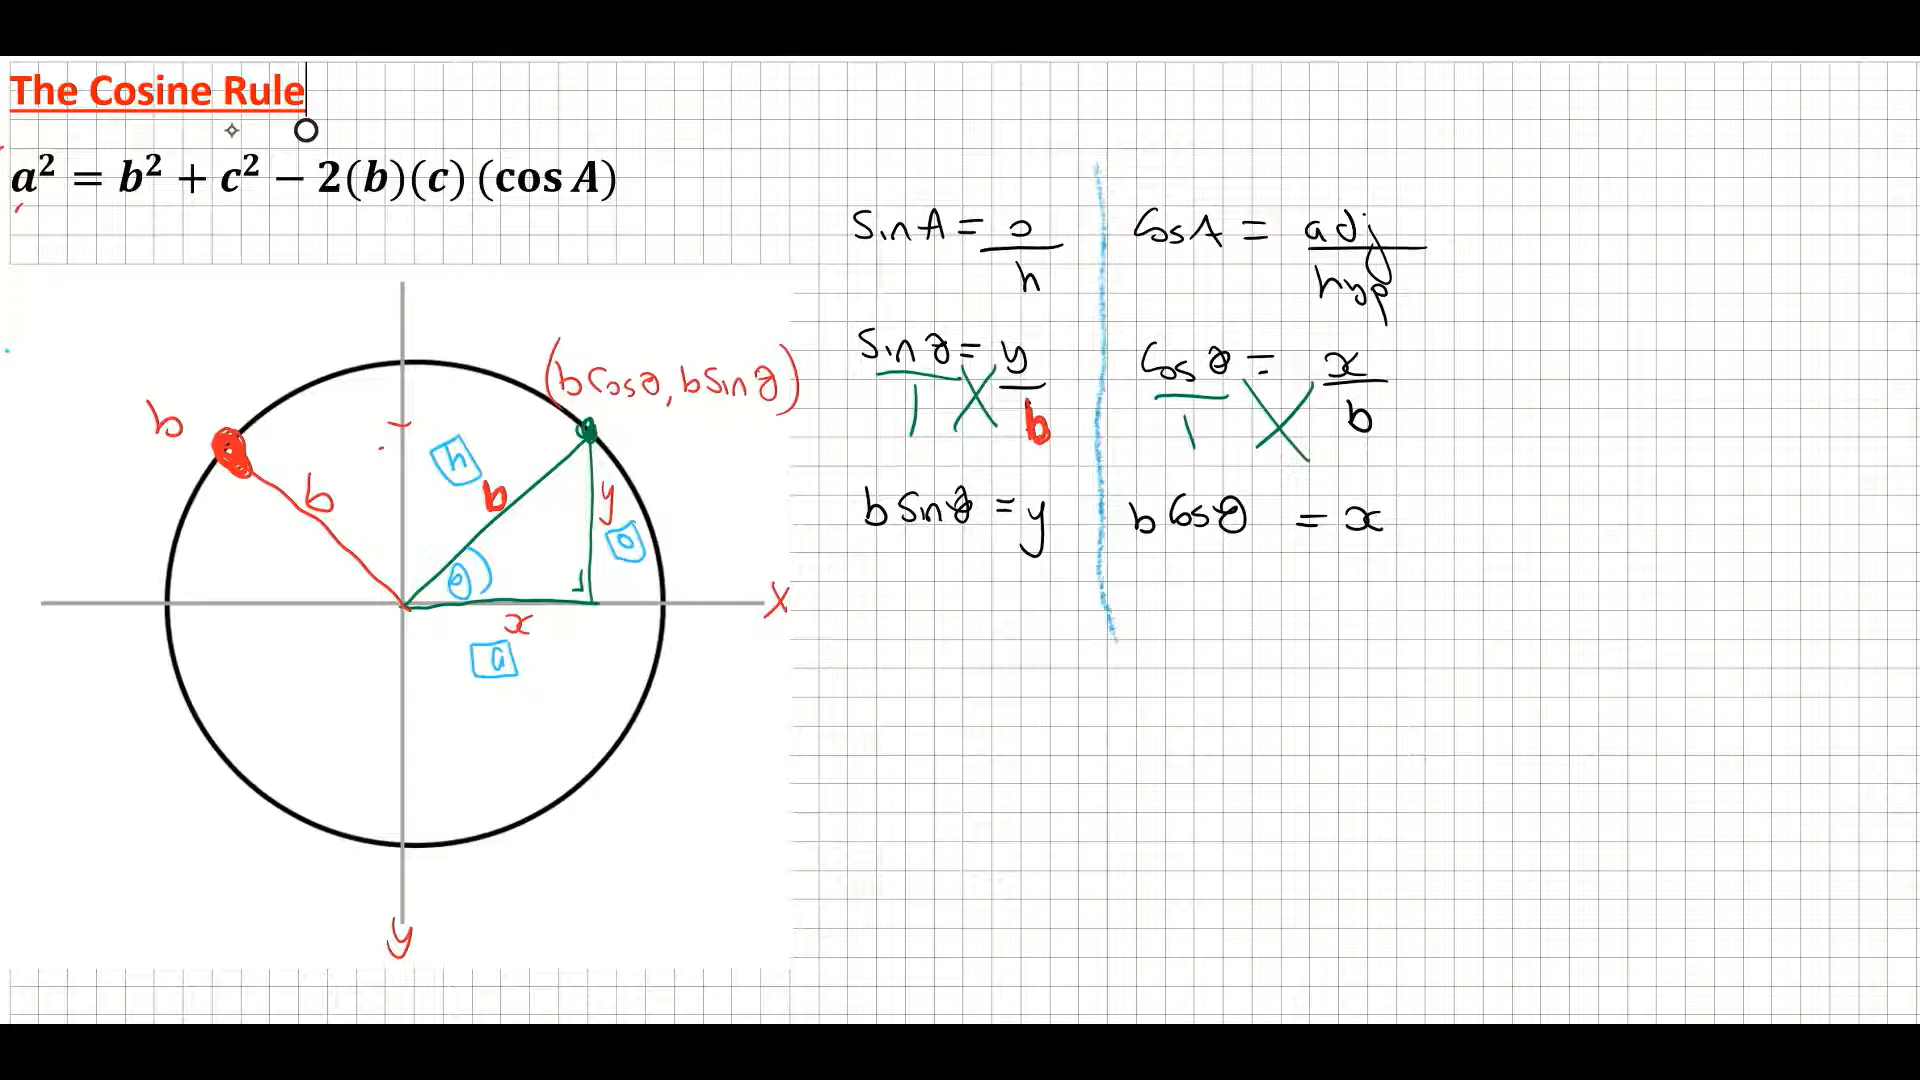 The Cosine Rule
a² = b² + c² − 2(b)(c)(cos A)
Sin A = o/h
Cos A = adj/hyp
Sin θ = y/b
1
Cos θ = x/b
1
b Sin θ = y
b Cos θ = x
(b Cos θ, b Sin θ)
b
h
b
b
y
o
θ
x
x
a
y